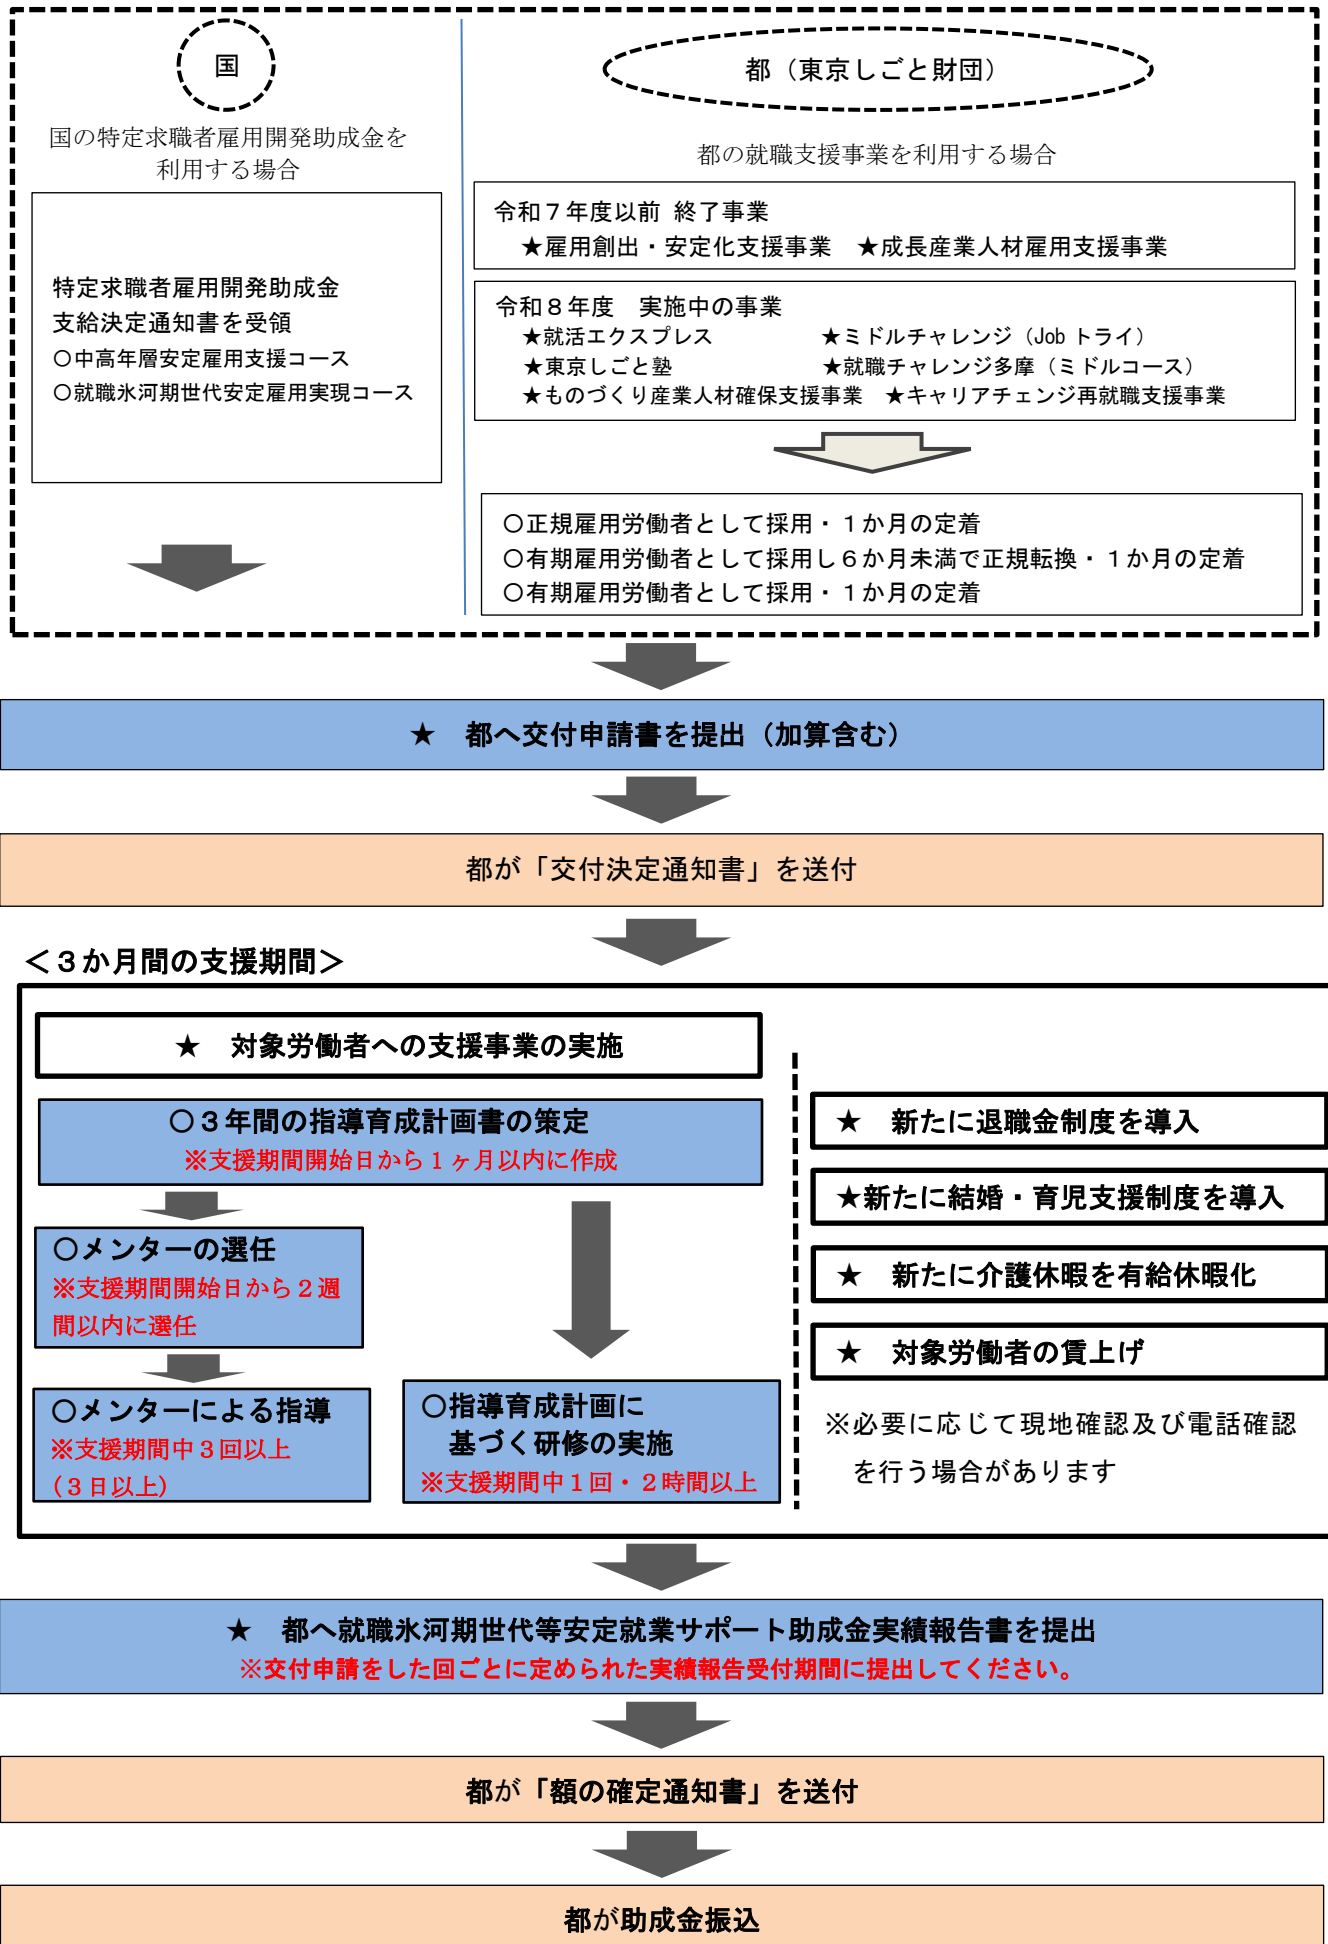 国
国の特定求職者雇用開発助成金を
利用する場合
特定求職者雇用開発助成金
支給決定通知書を受領
○中高年層安定雇用支援コース
○就職氷河期世代安定雇用実現コース
都（東京しごと財団）
都の就職支援事業を利用する場合
令和７年度以前 終了事業
★雇用創出・安定化支援事業　★成長産業人材雇用支援事業
令和８年度　実施中の事業
★就活エクスプレス　★ミドルチャレンジ（Job トライ）
★東京しごと塾　★就職チャレンジ多摩（ミドルコース）
★ものづくり産業人材確保支援事業　★キャリアチェンジ再就職支援事業
○正規雇用労働者として採用・１か月の定着
○有期雇用労働者として採用し６か月未満で正規転換・１か月の定着
○有期雇用労働者として採用・１か月の定着
★　都へ交付申請書を提出（加算含む）
都が「交付決定通知書」を送付
＜３か月間の支援期間＞
★　対象労働者への支援事業の実施
○３年間の指導育成計画書の策定
※支援期間開始日から１ヶ月以内に作成
○メンターの選任
※支援期間開始日から２週
間以内に選任
○メンターによる指導
※支援期間中３回以上
（３日以上）
○指導育成計画に
基づく研修の実施
※支援期間中１回・２時間以上
★　新たに退職金制度を導入
★新たに結婚・育児支援制度を導入
★　新たに介護休暇を有給休暇化
★　対象労働者の賃上げ
※必要に応じて現地確認及び電話確認
を行う場合があります
★　都へ就職氷河期世代等安定就業サポート助成金実績報告書を提出
※交付申請をした回ごとに定められた実績報告受付期間に提出してください。
都が「額の確定通知書」を送付
都が助成金振込